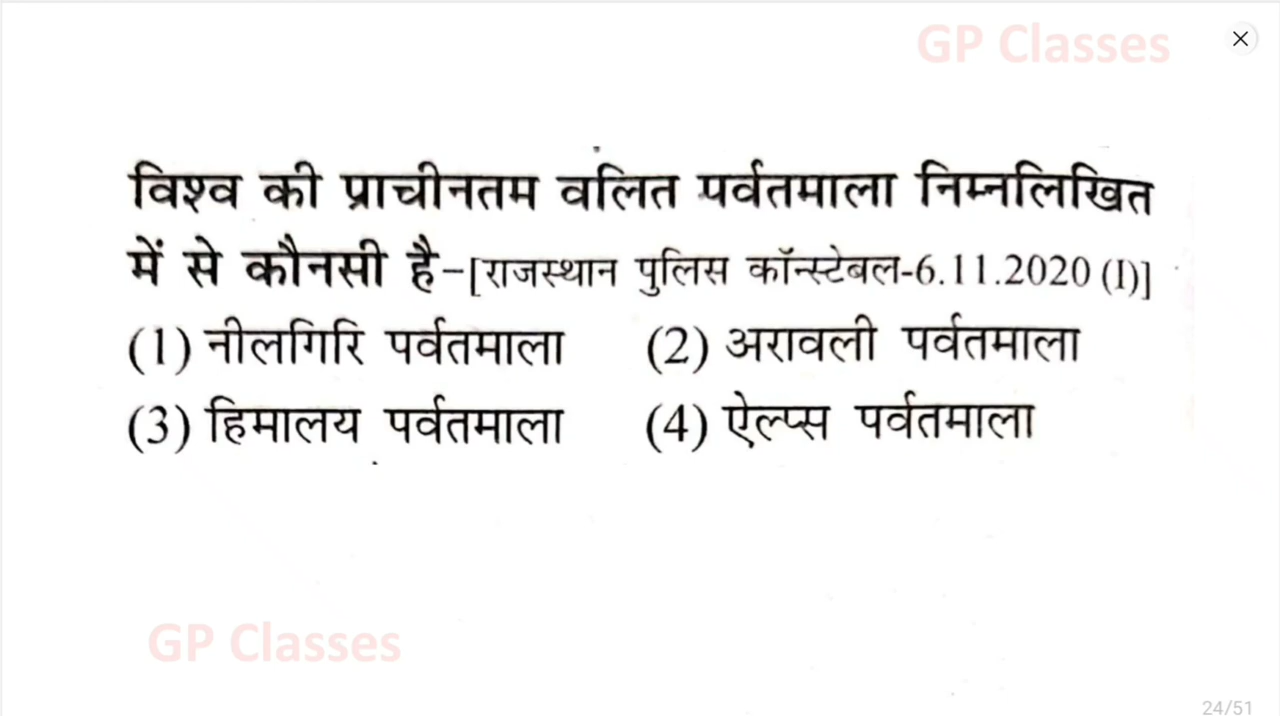 GP Classes
विश्व की प्राचीनतम वलित पर्वतमाला निम्नलिखित
में से कौनसी है–[राजस्थान पुलिस कॉन्स्टेबल-6.11.2020 (I)]
(1) नीलगिरि पर्वतमाला (2) अरावली पर्वतमाला
(3) हिमालय पर्वतमाला (4) ऐल्प्स पर्वतमाला
GP Classes
24/51